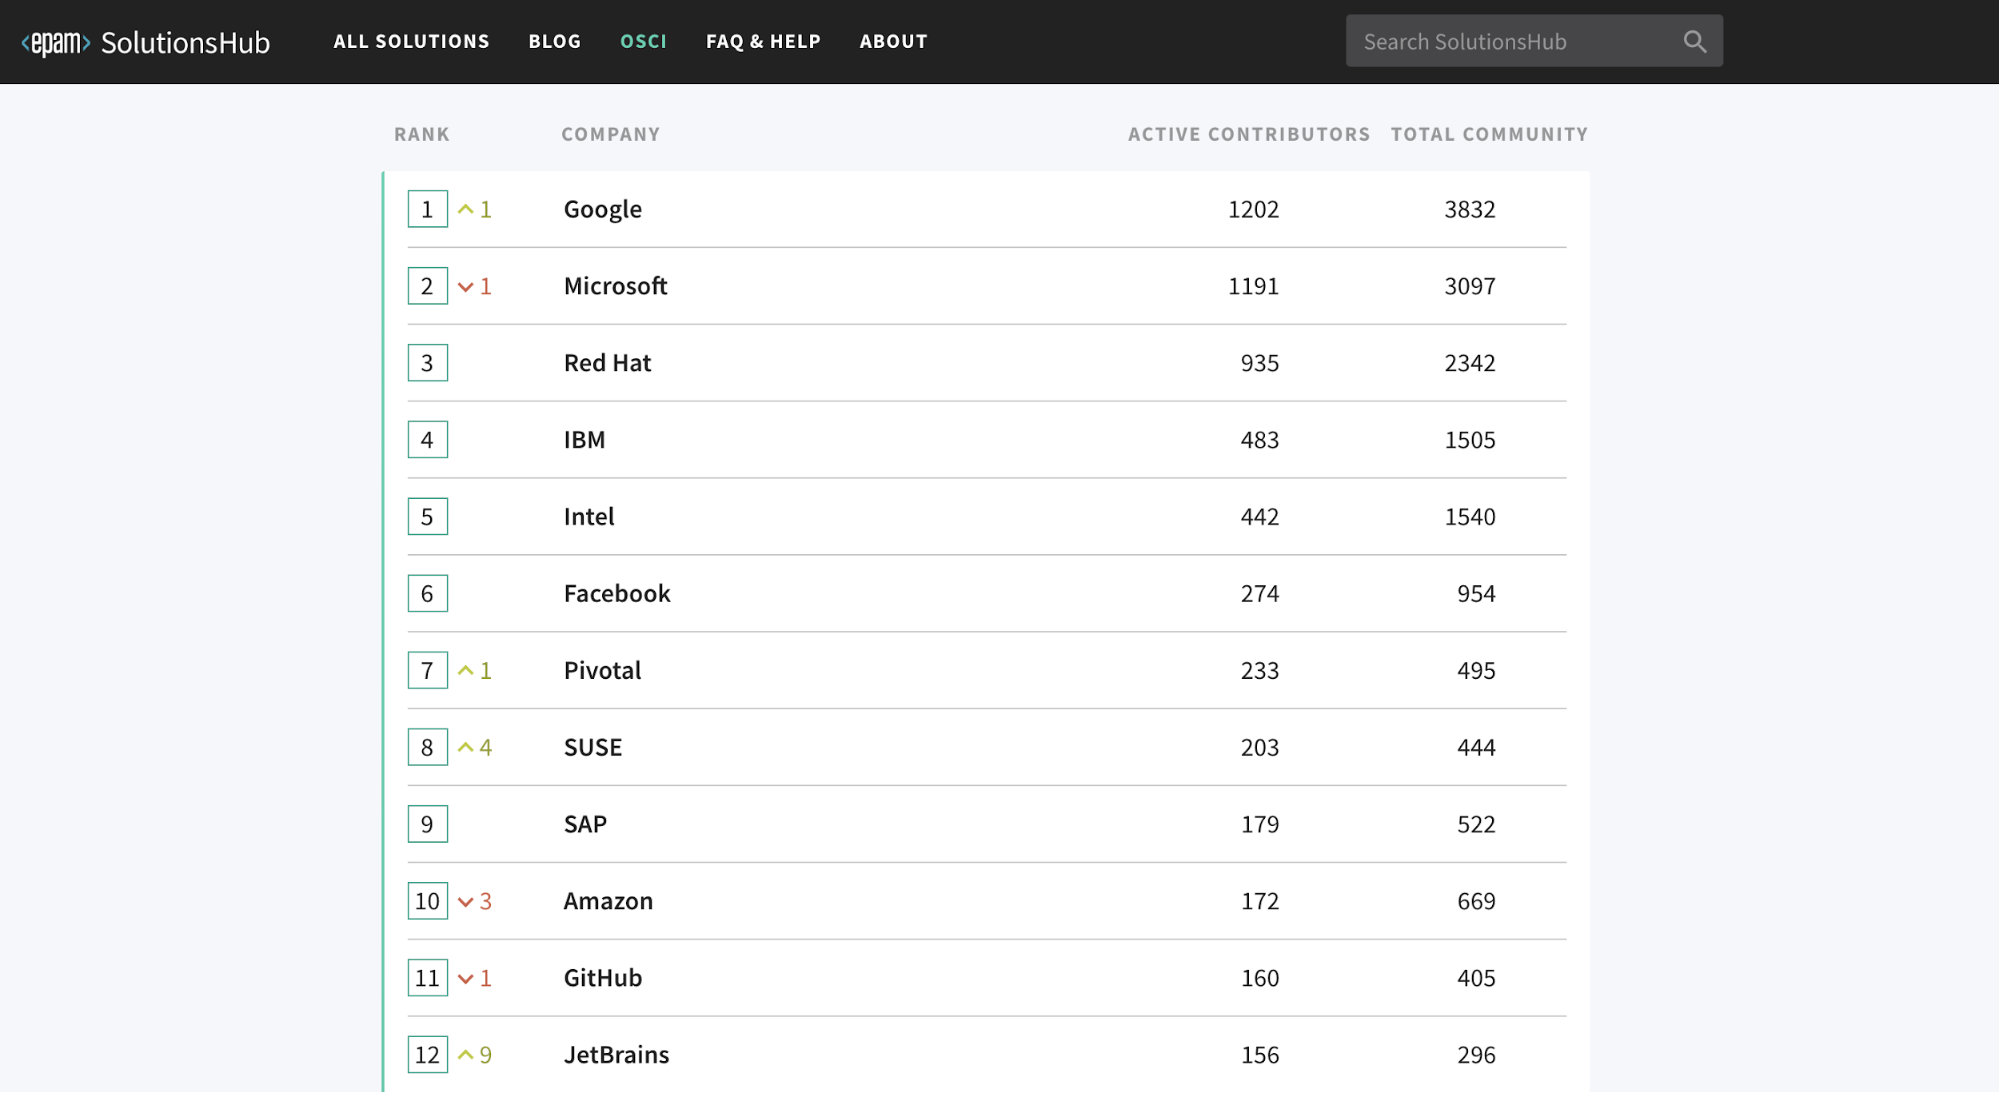 <epam> SolutionsHub ALL SOLUTIONS BLOG OSCI FAQ & HELP ABOUT Search SolutionsHub
RANK COMPANY ACTIVE CONTRIBUTORS TOTAL COMMUNITY
1 1 Google 1202 3832
2 1 Microsoft 1191 3097
3 Red Hat 935 2342
4 IBM 483 1505
5 Intel 442 1540
6 Facebook 274 954
7 1 Pivotal 233 495
8 4 SUSE 203 444
9 SAP 179 522
10 3 Amazon 172 669
11 1 GitHub 160 405
12 9 JetBrains 156 296